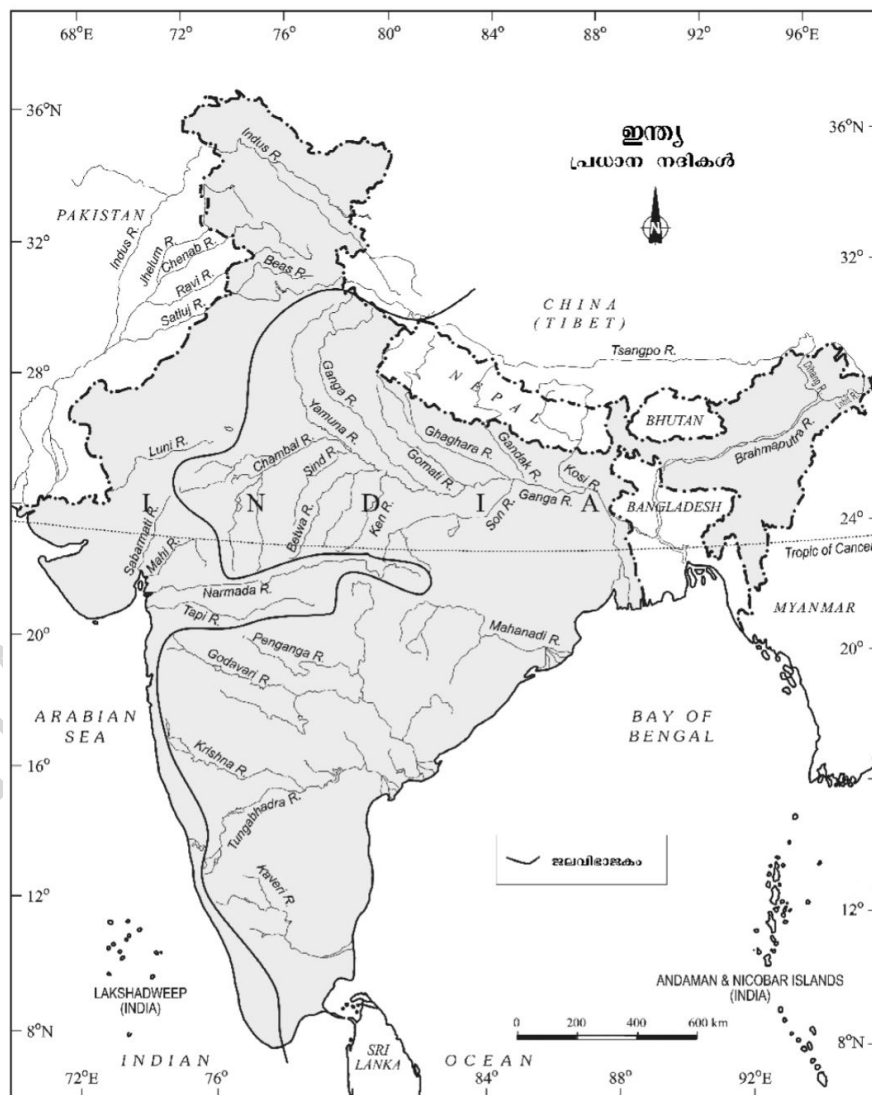 68°E 72° 76° 80° 84° 88° 92° 96°E
36°N
36°N
ഇന്ത്യ
പ്രധാന നദികൾ
N
Indus R.
PAKISTAN
Indus R.
Jhelum R.
Chenab R.
32°
32°
Beas R.
Ravi R.
Satluj R.
CHINA
(TIBET)
Tsangpo R.
28°
28°
Dihang R.
Lohit R.
NEPAL
BHUTAN
Brahmaputra R.
Ganga R.
Yamuna R.
Ghaghara R.
Gandak R.
Kosi R.
Luni R.
Chambal R.
Sind R.
Gomati R.
Betwa R.
Ken R.
Son R.
Ganga R.
INDIA
BANGLADESH
24°
24°
Tropic of Cancer
Sabarmati R.
Mahi R.
Narmada R.
MYANMAR
Tapi R.
20°
20°
Mahanadi R.
Penganga R.
Godavari R.
ARABIAN
SEA
BAY OF
BENGAL
16°
16°
Krishna R.
Tungabhadra R.
ജലവിഭാജകം
Kaveri R.
12°
12°
LAKSHADWEEP
(INDIA)
ANDAMAN & NICOBAR ISLANDS
(INDIA)
0 200 400 600 km
8°N
8°N
INDIAN OCEAN
SRI
LANKA
72°E 76° 84° 88° 92°E